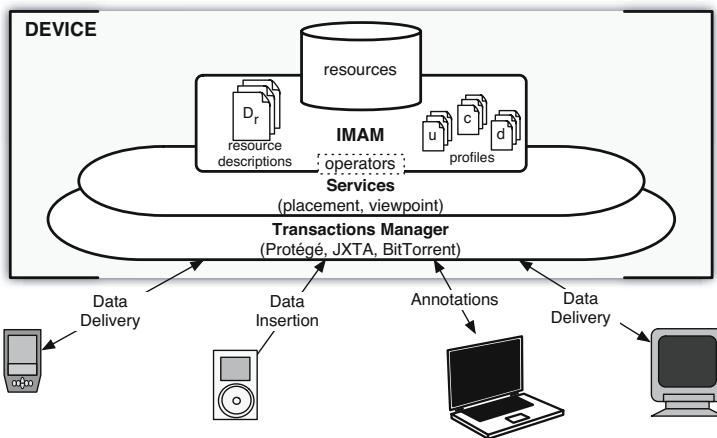 DEVICE
resources
Dr
resource
descriptions
IMAM
u
c
d
profiles
operators
Services
(placement, viewpoint)
Transactions Manager
(Protégé, JXTA, BitTorrent)
Data
Delivery
Data
Insertion
Annotations
Data
Delivery